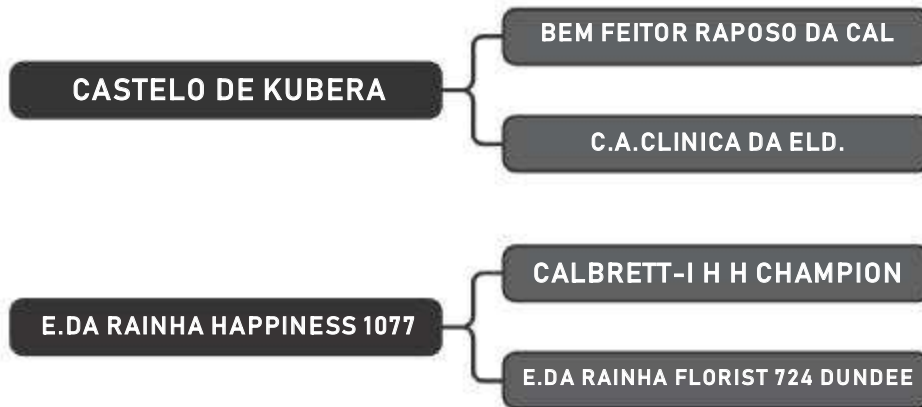 BEM FEITOR RAPOSO DA CAL
CASTELO DE KUBERA
C.A.CLINICA DA ELD.
CALBRETT-I H H CHAMPION
E.DA RAINHA HAPPINESS 1077
E.DA RAINHA FLORIST 724 DUNDEE